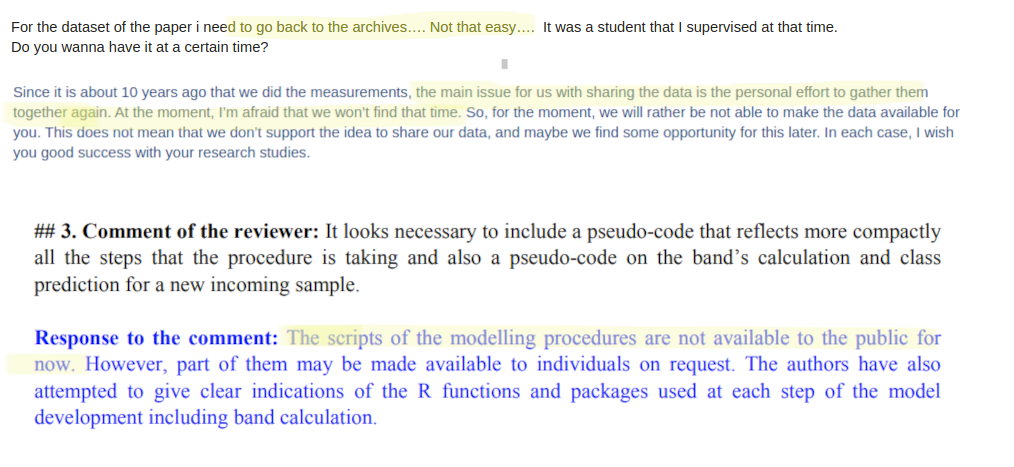 For the dataset of the paper i need to go back to the archives…. Not that easy…. It was a student that I supervised at that time.
Do you wanna have it at a certain time?
Since it is about 10 years ago that we did the measurements, the main issue for us with sharing the data is the personal effort to gather them
together again. At the moment, I'm afraid that we won't find that time. So, for the moment, we will rather be not able to make the data available for
you. This does not mean that we don't support the idea to share our data, and maybe we find some opportunity for this later. In each case, I wish
you good success with your research studies.
## 3. Comment of the reviewer: It looks necessary to include a pseudo-code that reflects more compactly
all the steps that the procedure is taking and also a pseudo-code on the band's calculation and class
prediction for a new incoming sample.
Response to the comment: The scripts of the modelling procedures are not available to the public for
now. However, part of them may be made available to individuals on request. The authors have also
attempted to give clear indications of the R functions and packages used at each step of the model
development including band calculation.